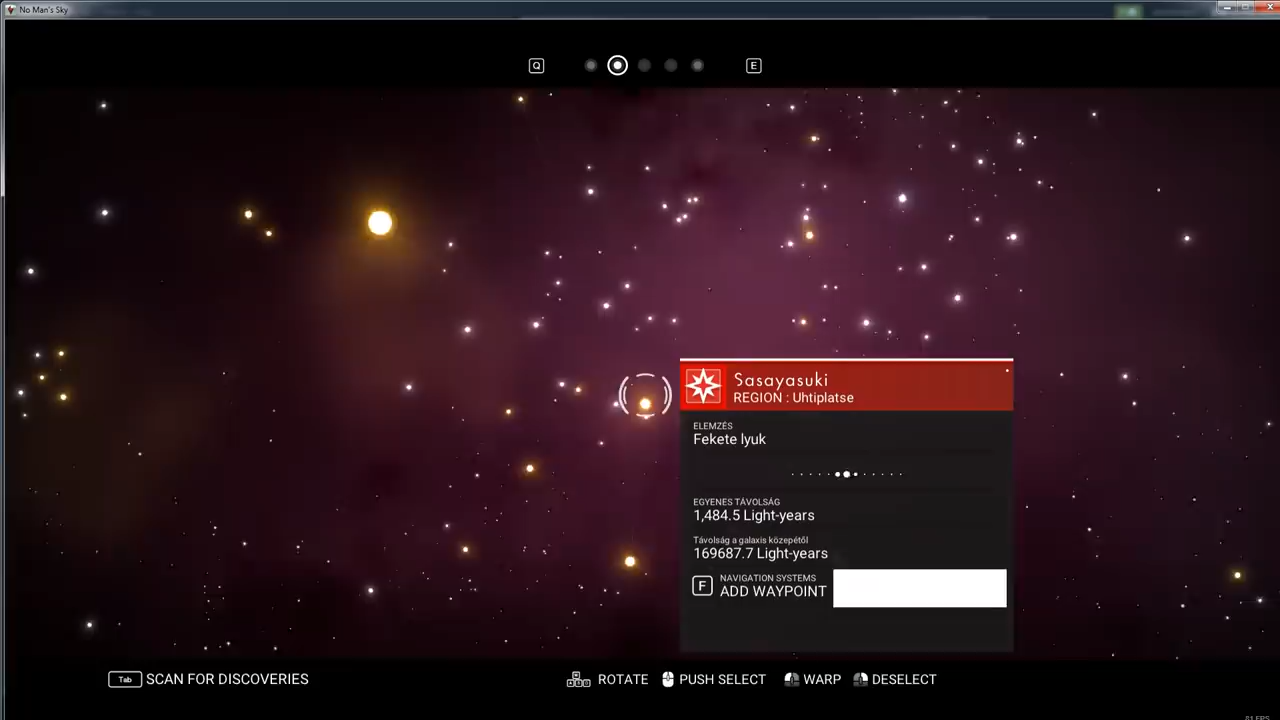 No Man's Sky
Q
E
Sasayasuki
REGION : Uhtiplatse
ELEMZÉS
Fekete lyuk
EGYENES TÁVOLSÁG
1,484.5 Light-years
Távolság a galaxis közepétől
169687.7 Light-years
F
NAVIGATION SYSTEMS
ADD WAYPOINT
Tab SCAN FOR DISCOVERIES
ROTATE PUSH SELECT WARP DESELECT